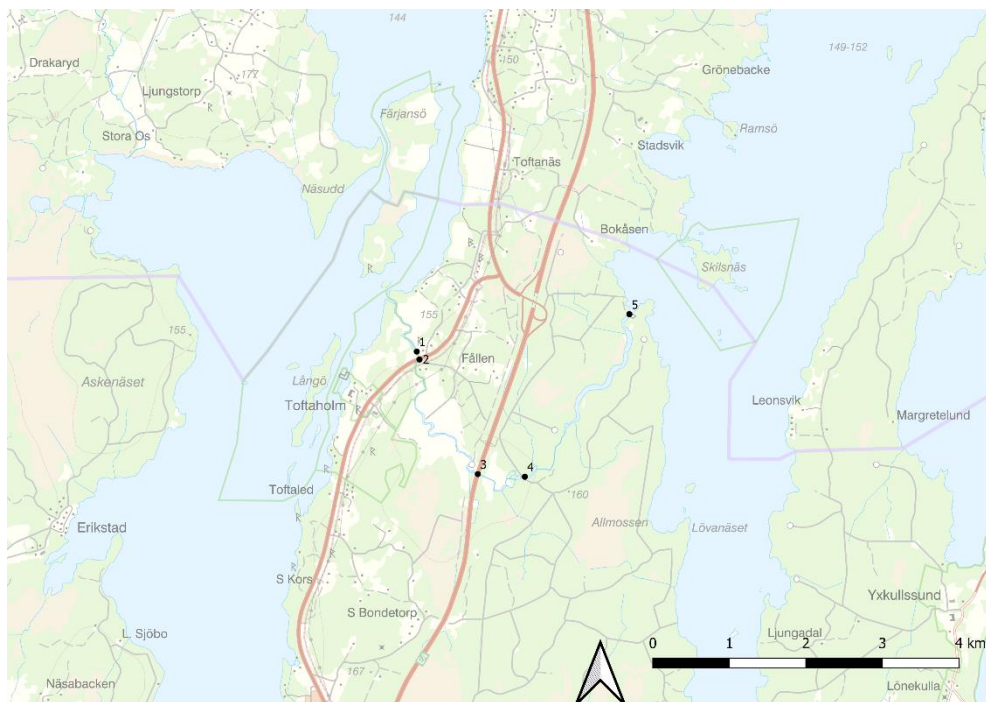 144
149-152
150
Drakaryd
Ljungstorp
177
Grönebacke
Färjansö
Stora Os
Ramsö
Stadsvik
Toftanäs
Näsudd
Bokåsen
Skilsnäs
5
155
155
1
2
Fållen
Askenäset
Långö
Toftaholm
Leonsvik
Margretelund
3
4
Toftaled
160
Allmossen
Lövanäset
Erikstad
S Kors
Yxkullssund
S Bondetorp
L. Sjöbo
Ljungadal
0 1 2 3 4 km
167
Näsabacken
Lönekulla